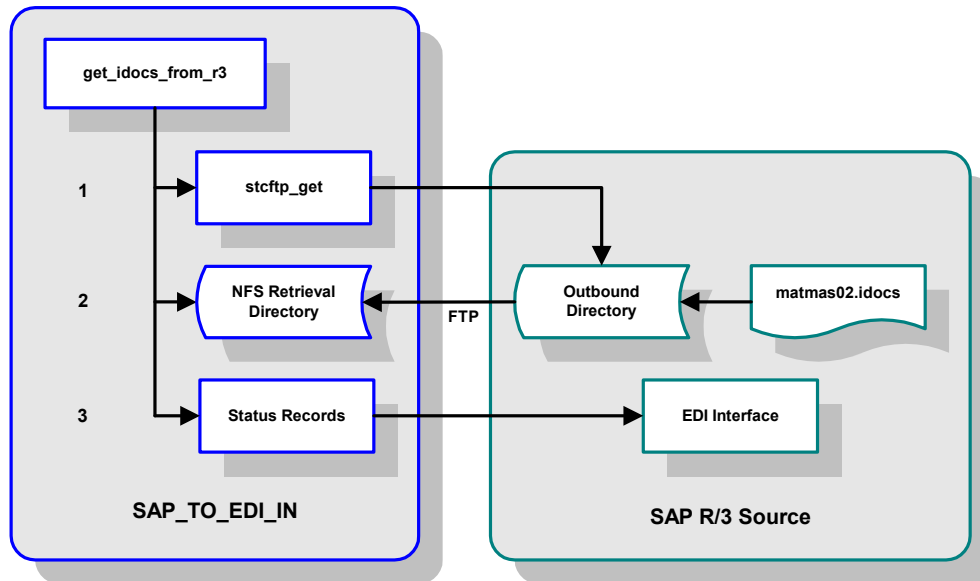 get_idocs_from_r3
1
stcftp_get
2
NFS Retrieval
Directory
FTP
Outbound
Directory
matmas02.idocs
3
Status Records
EDI Interface
SAP_TO_EDI_IN
SAP R/3 Source